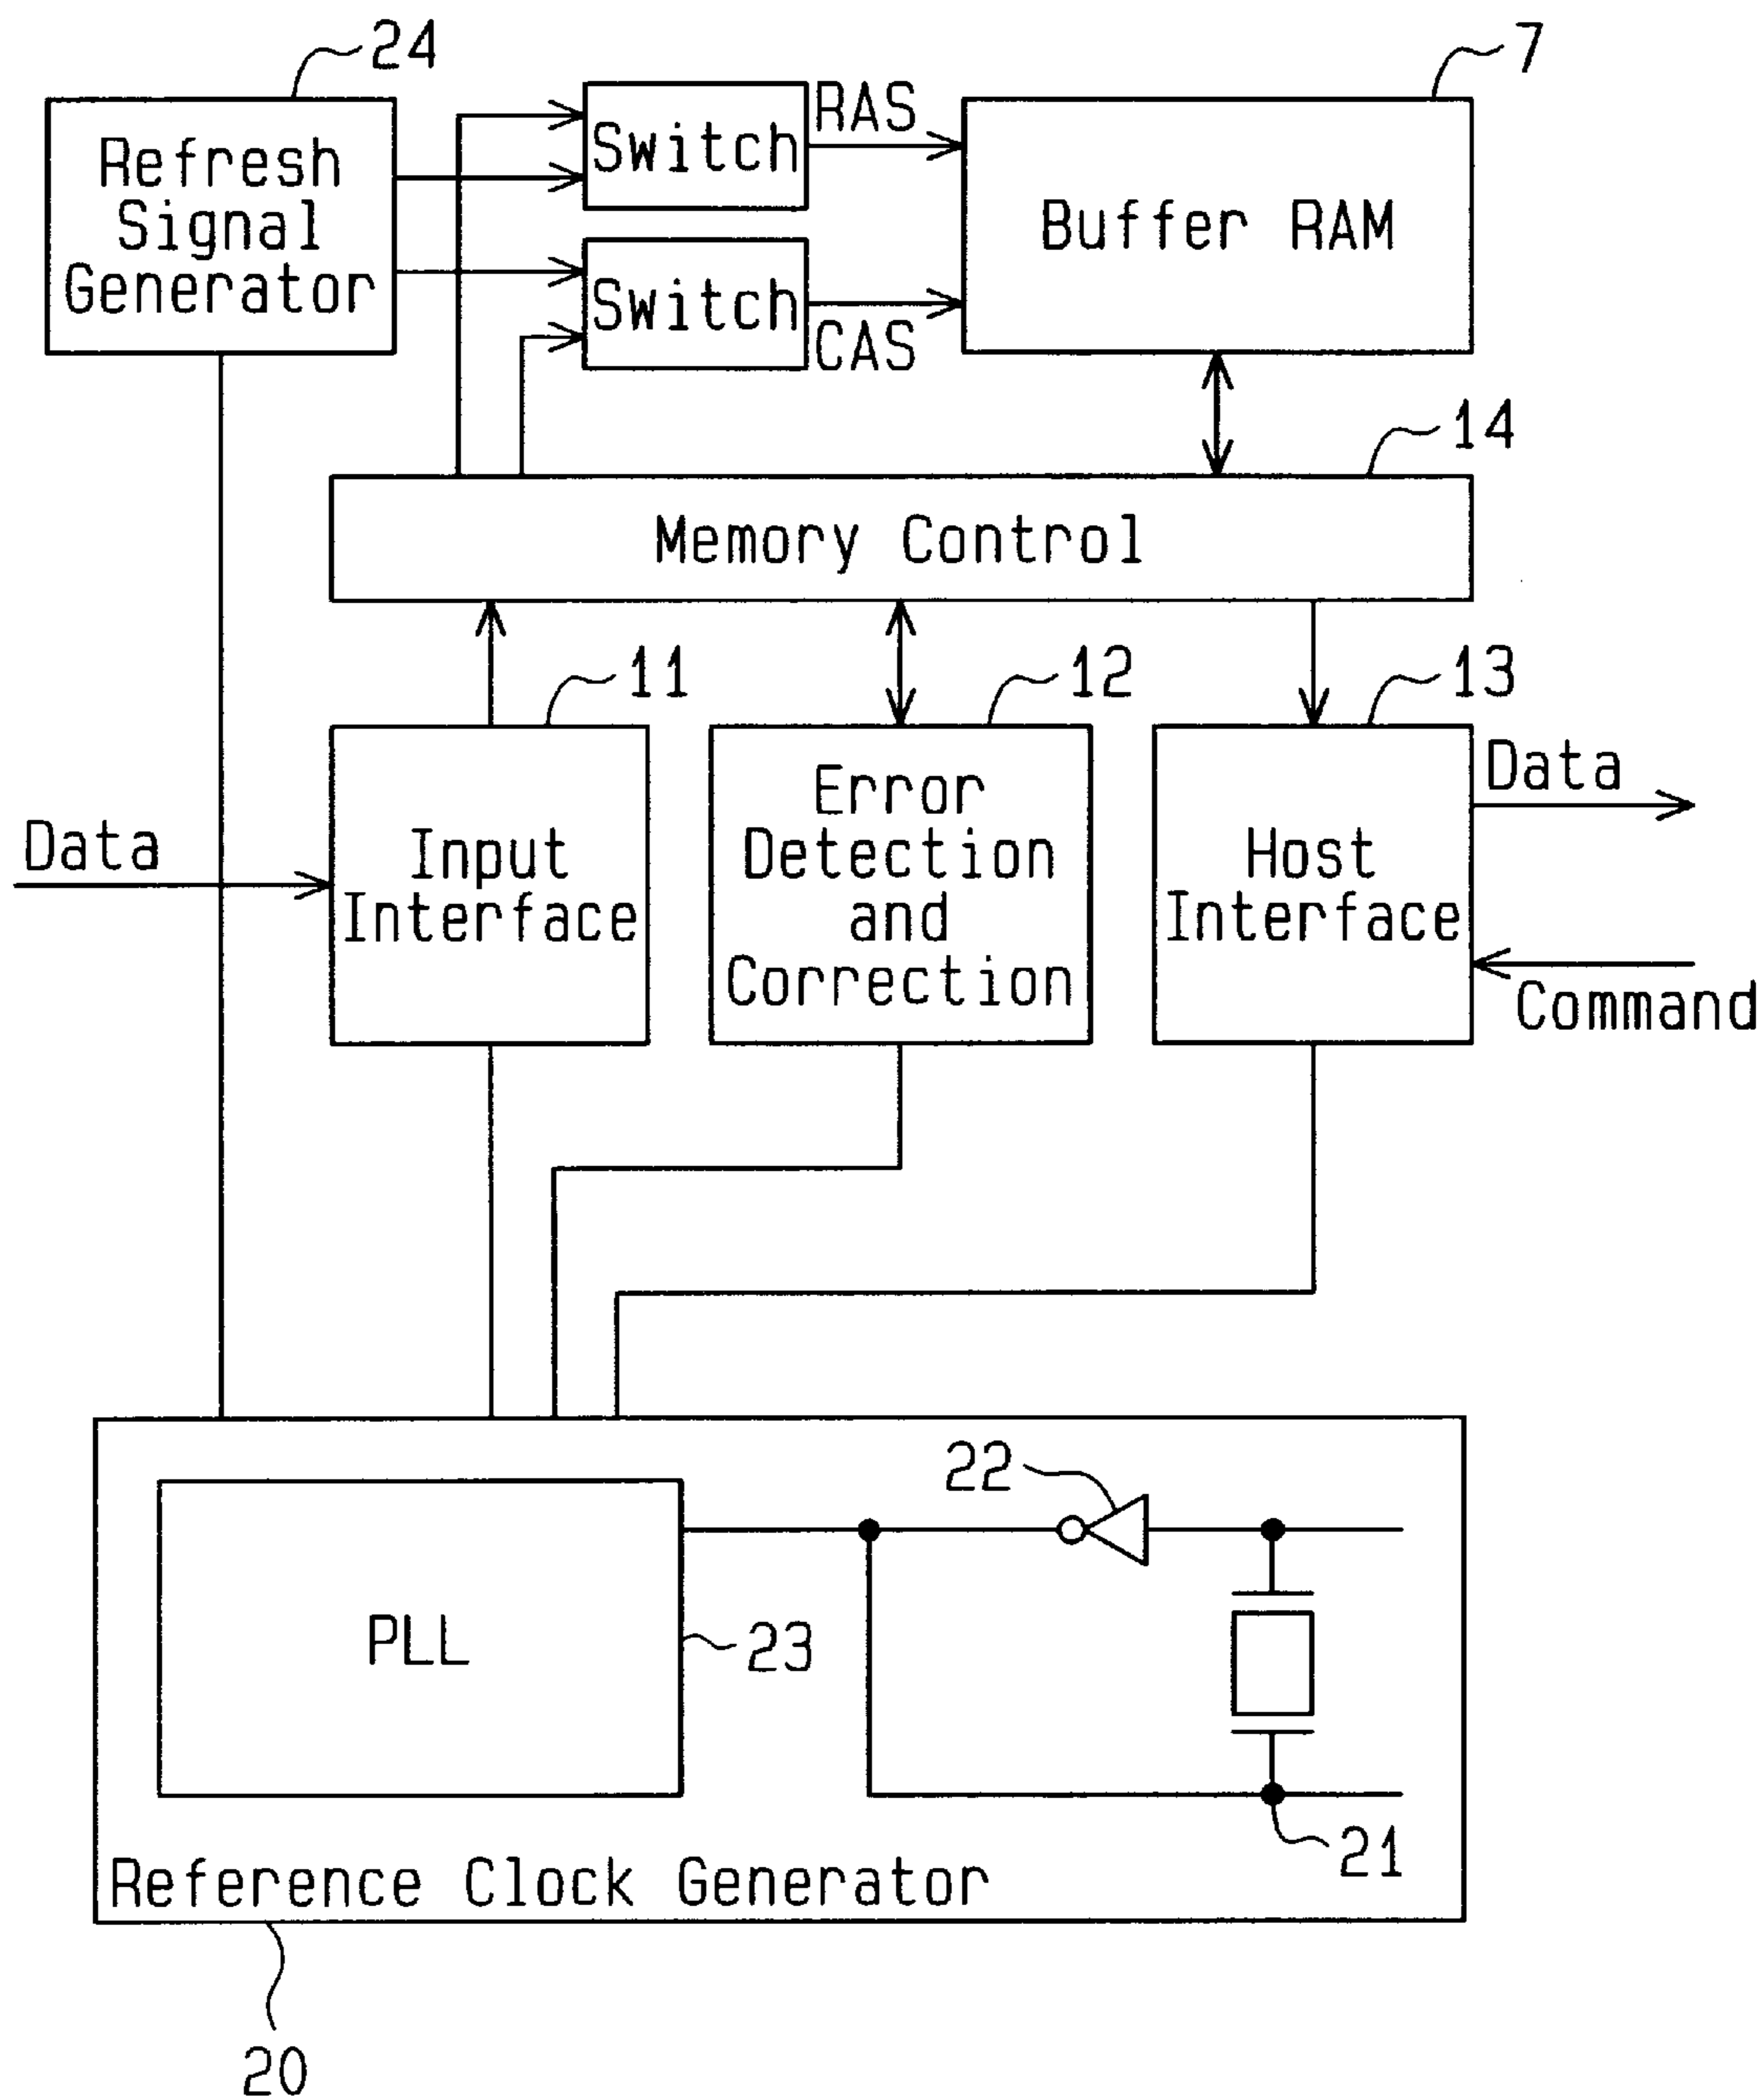 24
7
Refresh
Signal
Generator
Switch
RAS
Buffer RAM
Switch
CAS
14
Memory Control
11
12
13
Data
Input
Interface
Error
Detection
and
Correction
Host
Interface
Data
Command
22
PLL
23
21
Reference Clock Generator
20